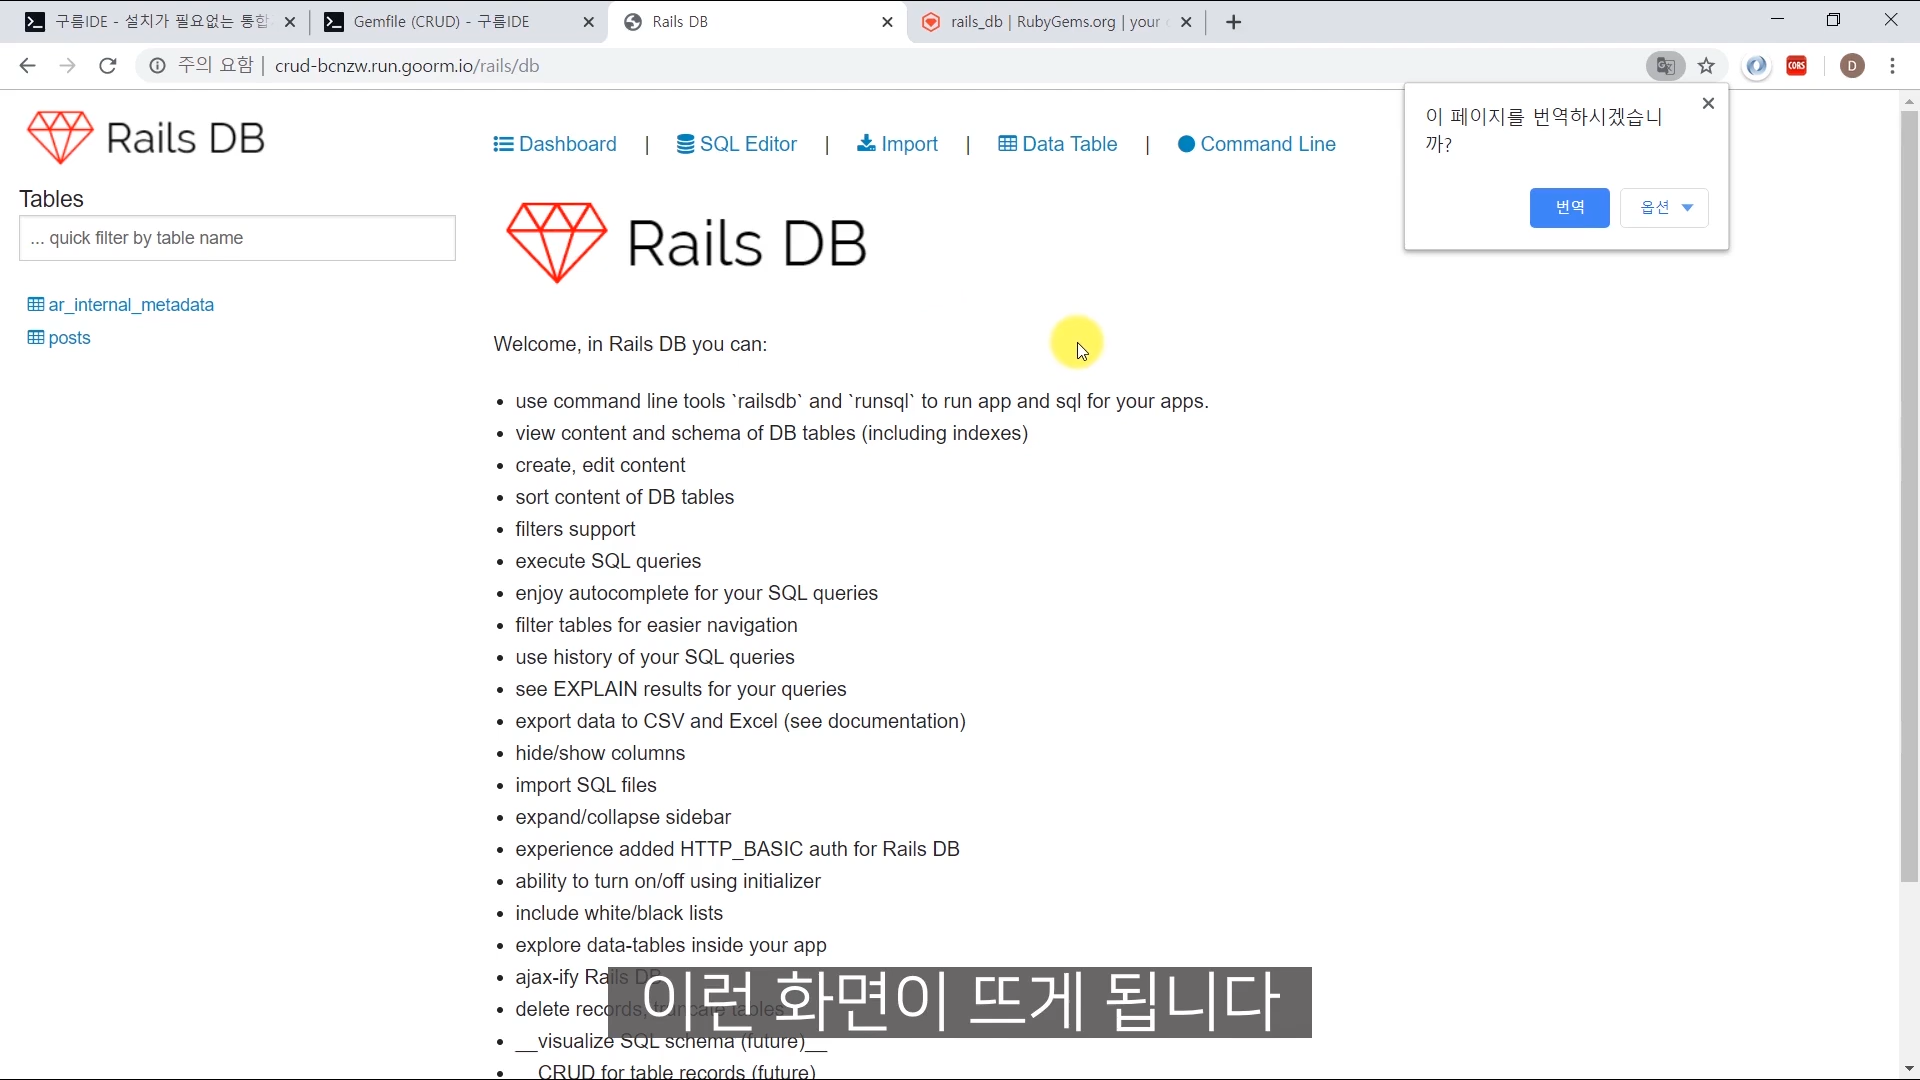 구름IDE - 설치가 필요없는 통합
Gemfile (CRUD) - 구름IDE
Rails DB
rails_db | RubyGems.org | your
주의 요함 | crud-bcnzw.run.goorm.io/rails/db
CORS
D
Rails DB
Dashboard | SQL Editor | Import | Data Table | Command Line
이 페이지를 번역하시겠습니
까?
번역
옵션
Tables
... quick filter by table name
ar_internal_metadata
posts
Rails DB
Welcome, in Rails DB you can:
• use command line tools `railsdb` and `runsql` to run app and sql for your apps.
• view content and schema of DB tables (including indexes)
• create, edit content
• sort content of DB tables
• filters support
• execute SQL queries
• enjoy autocomplete for your SQL queries
• filter tables for easier navigation
• use history of your SQL queries
• see EXPLAIN results for your queries
• export data to CSV and Excel (see documentation)
• hide/show columns
• import SQL files
• expand/collapse sidebar
• experience added HTTP_BASIC auth for Rails DB
• ability to turn on/off using initializer
• include white/black lists
• explore data-tables inside your app
• ajax-ify Rails DB
• delete records, truncate tables
• __visualize SQL schema (future)__
• __CRUD for table records (future)
이런 화면이 뜨게 됩니다